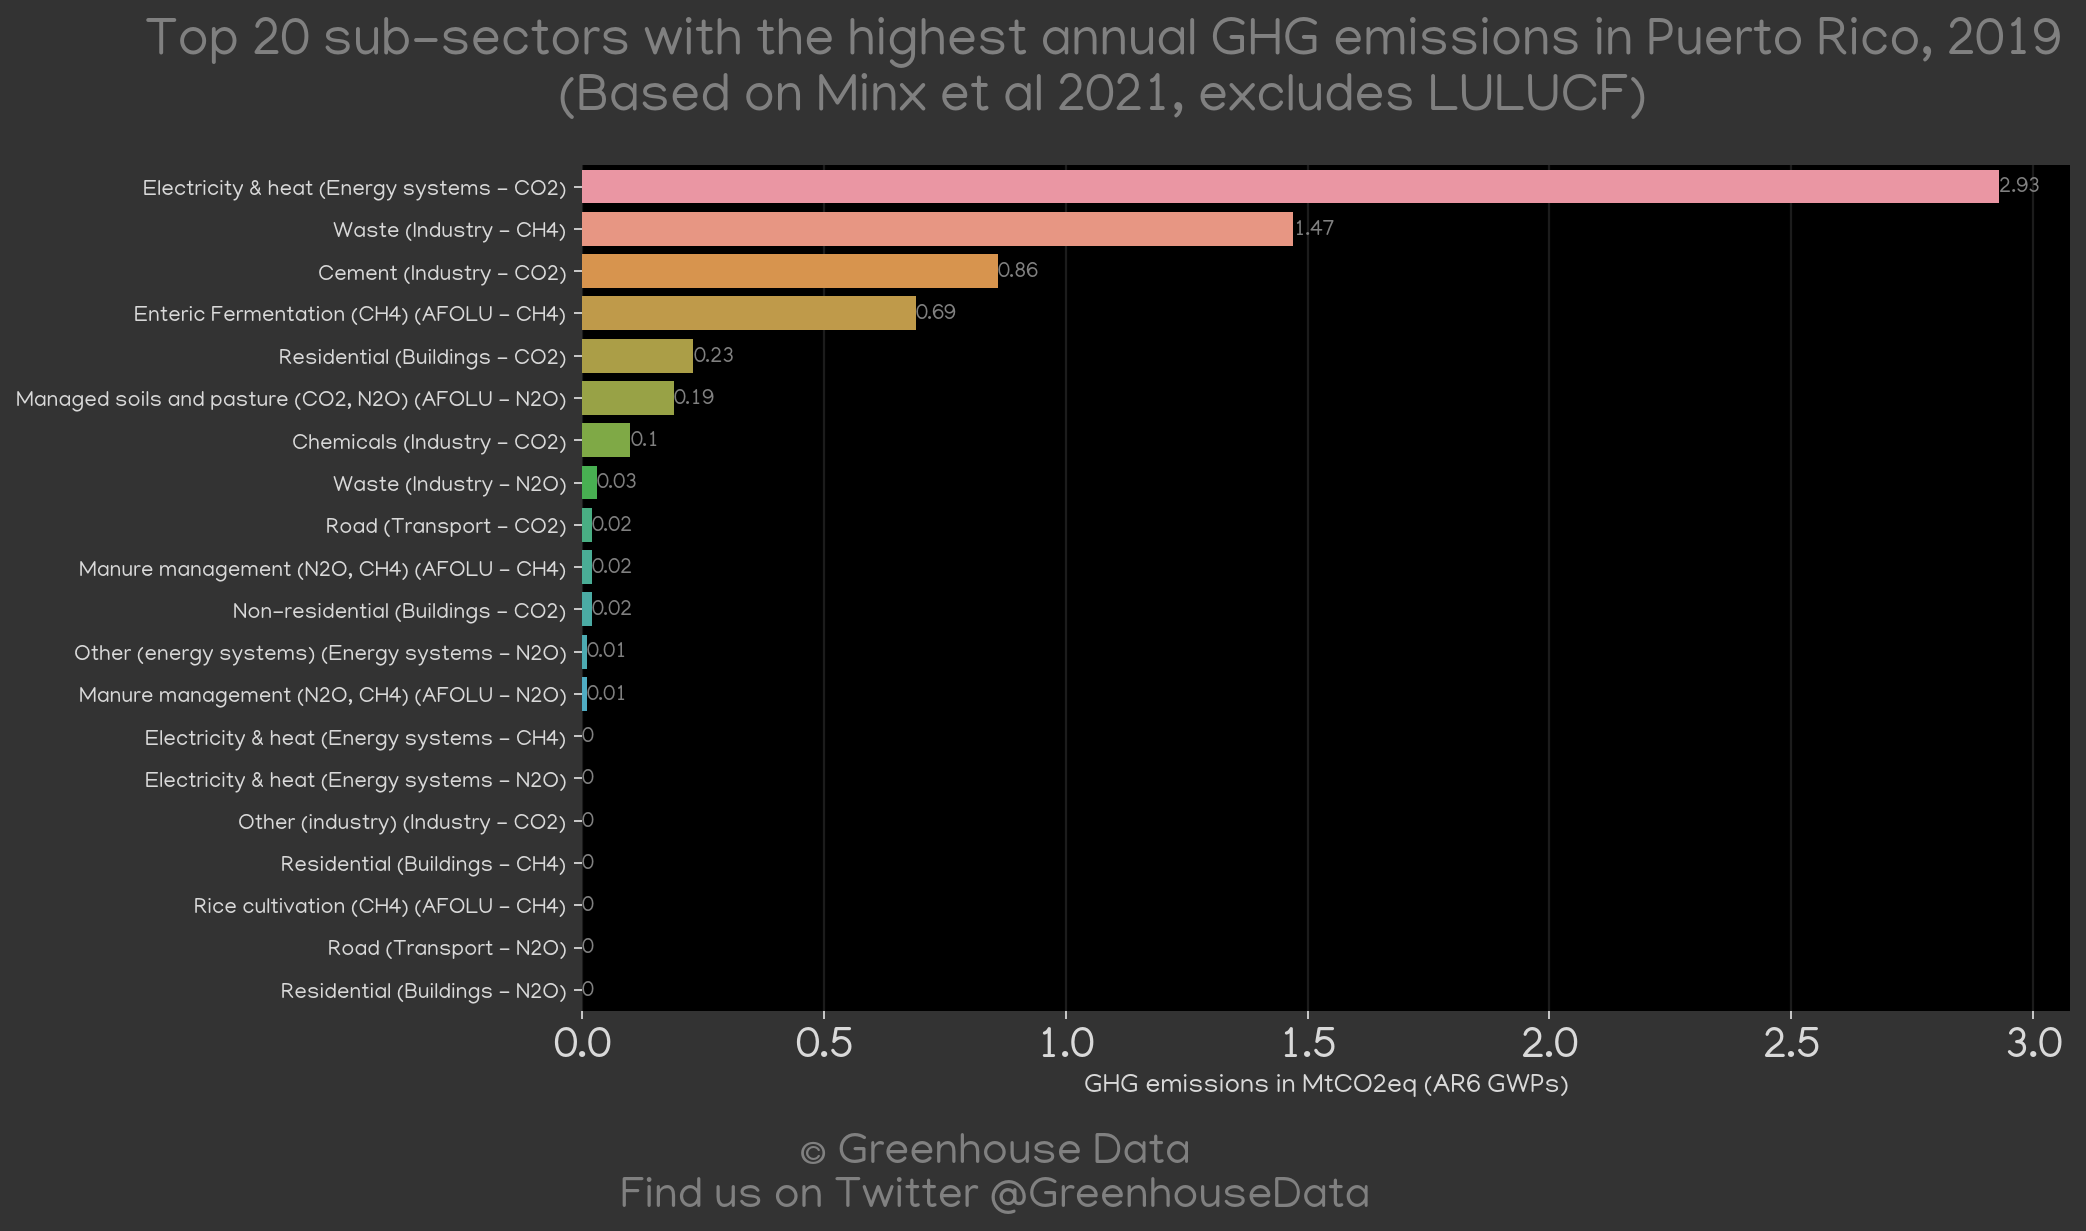 Top 20 sub-sectors with the highest annual GHG emissions in Puerto Rico, 2019
(Based on Minx et al 2021, excludes LULUCF)
Electricity & heat (Energy systems - CO2) 2.93
Waste (Industry - CH4) 1.47
Cement (Industry - CO2) 0.86
Enteric Fermentation (CH4) (AFOLU - CH4) 0.69
Residential (Buildings - CO2) 0.23
Managed soils and pasture (CO2, N2O) (AFOLU - N2O) 0.19
Chemicals (Industry - CO2) 0.1
Waste (Industry - N2O) 0.03
Road (Transport - CO2) 0.02
Manure management (N2O, CH4) (AFOLU - CH4) 0.02
Non-residential (Buildings - CO2) 0.02
Other (energy systems) (Energy systems - N2O) 0.01
Manure management (N2O, CH4) (AFOLU - N2O) 0.01
Electricity & heat (Energy systems - CH4) 0
Electricity & heat (Energy systems - N2O) 0
Other (industry) (Industry - CO2) 0
Residential (Buildings - CH4) 0
Rice cultivation (CH4) (AFOLU - CH4) 0
Road (Transport - N2O) 0
Residential (Buildings - N2O) 0
0.0 0.5 1.0 1.5 2.0 2.5 3.0
GHG emissions in MtCO2eq (AR6 GWPs)
© Greenhouse Data
Find us on Twitter @GreenhouseData